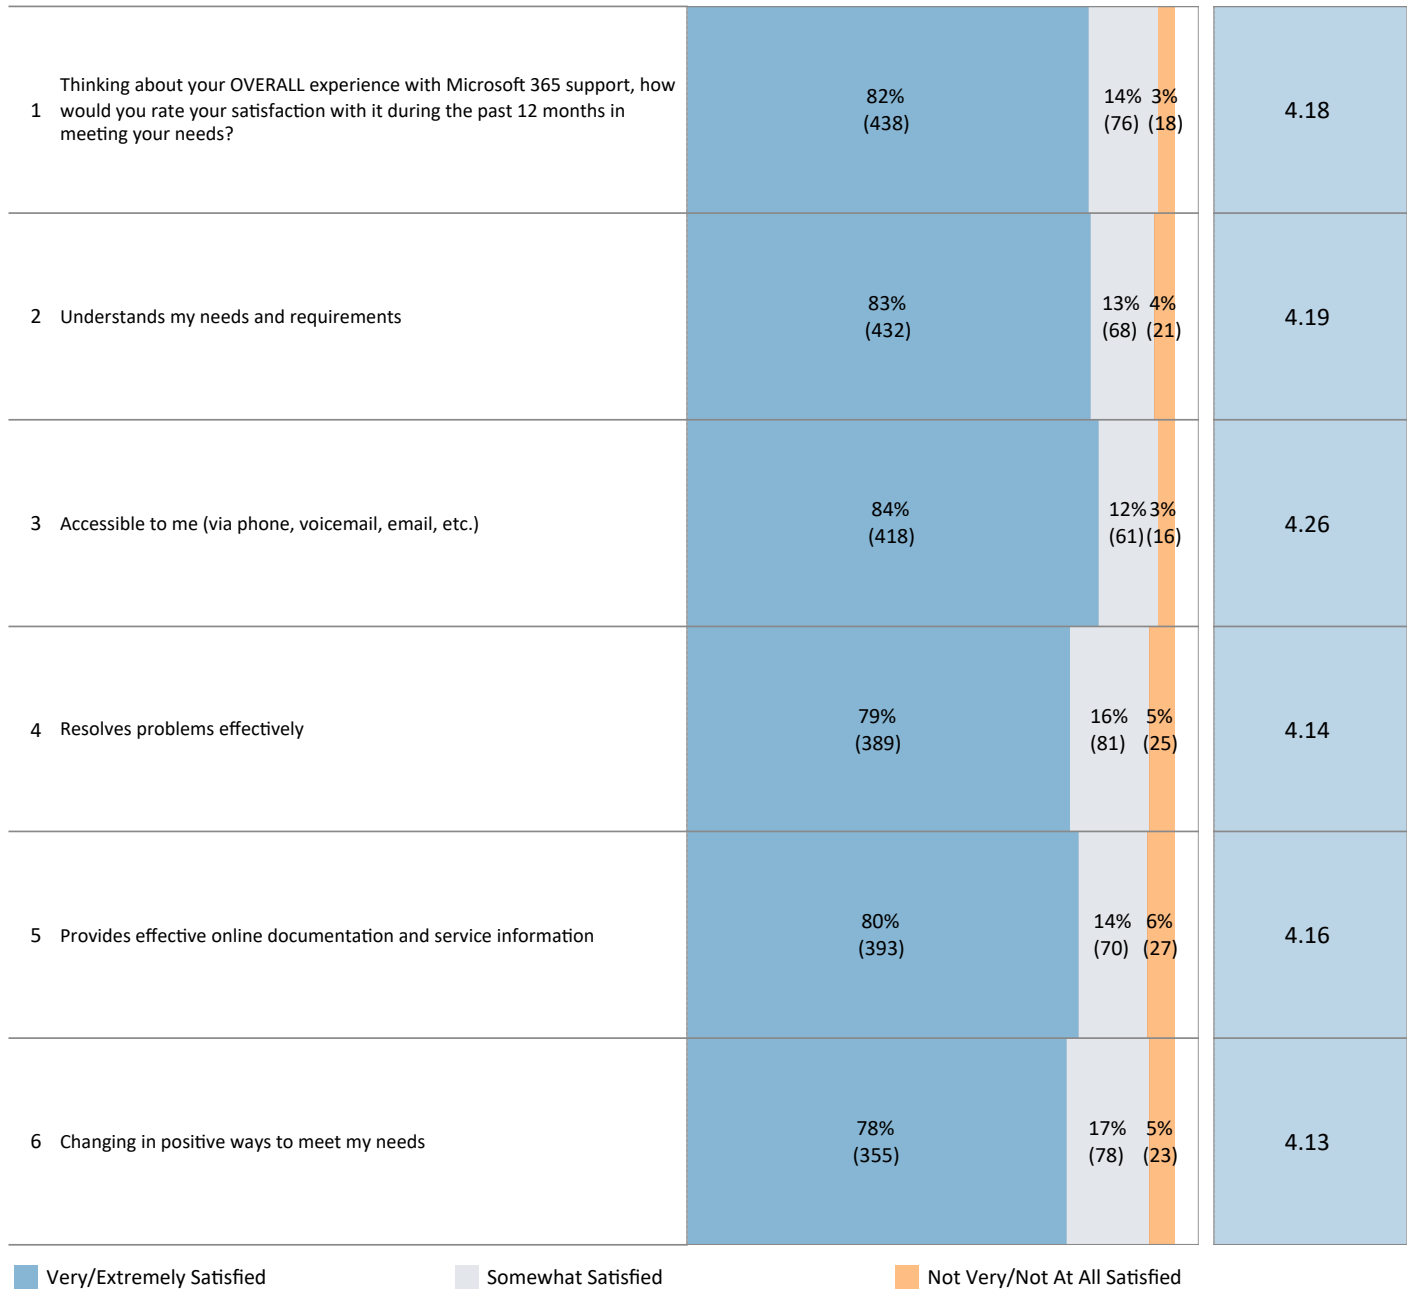 1 Thinking about your OVERALL experience with Microsoft 365 support, how
would you rate your satisfaction with it during the past 12 months in
meeting your needs?
82% 14% 3%
(438) (76) (18)
4.18
2 Understands my needs and requirements
83% 13% 4%
(432) (68) (21)
4.19
3 Accessible to me (via phone, voicemail, email, etc.)
84% 12% 3%
(418) (61) (16)
4.26
4 Resolves problems effectively
79% 16% 5%
(389) (81) (25)
4.14
5 Provides effective online documentation and service information
80% 14% 6%
(393) (70) (27)
4.16
6 Changing in positive ways to meet my needs
78% 17% 5%
(355) (78) (23)
4.13
Very/Extremely Satisfied
Somewhat Satisfied
Not Very/Not At All Satisfied